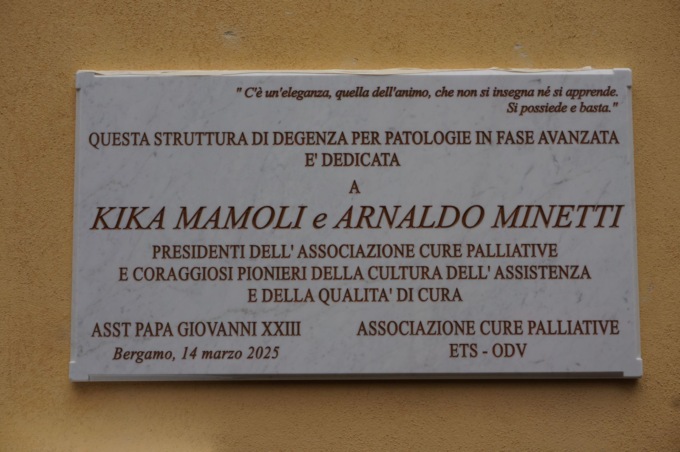 " C'è un'eleganza, quella dell'animo, che non si insegna né si apprende.
Si possiede e basta."
QUESTA STRUTTURA DI DEGENZA PER PATOLOGIE IN FASE AVANZATA
E' DEDICATA
A
KIKA MAMOLI e ARNALDO MINETTI
PRESIDENTI DELL' ASSOCIAZIONE CURE PALLIATIVE
E CORAGGIOSI PIONIERI DELLA CULTURA DELL' ASSISTENZA
E DELLA QUALITA' DI CURA
ASST PAPA GIOVANNI XXIII
Bergamo, 14 marzo 2025
ASSOCIAZIONE CURE PALLIATIVE
ETS - ODV